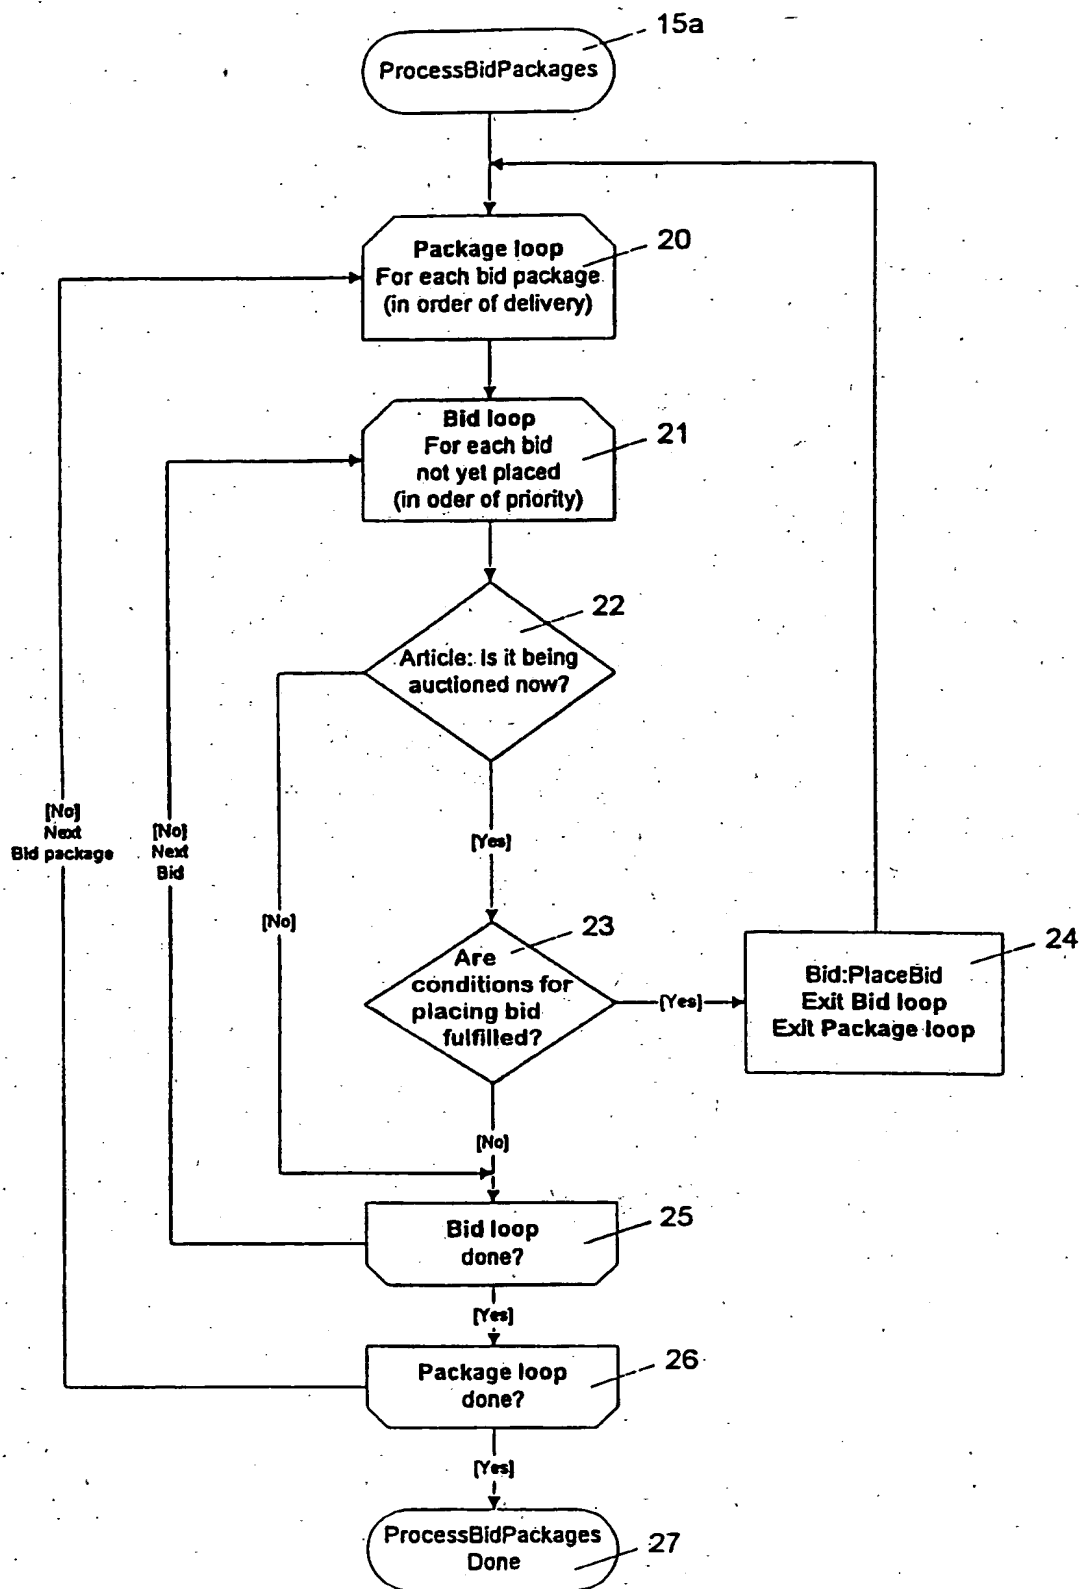 15a
ProcessBidPackages
20
Package loop
For each bid package
(in order of delivery)
21
Bid loop
For each bid
not yet placed
(in oder of priority)
22
Article: Is it being
auctioned now?
[No]
Next
Bid package
[No]
Next
Bid
[Yes]
[No]
23
Are
conditions for
placing bid
fulfilled?
[Yes]
24
Bid:PlaceBid
Exit Bid loop
Exit Package loop
[No]
25
Bid loop
done?
[Yes]
26
Package loop
done?
[Yes]
ProcessBidPackages
Done
27